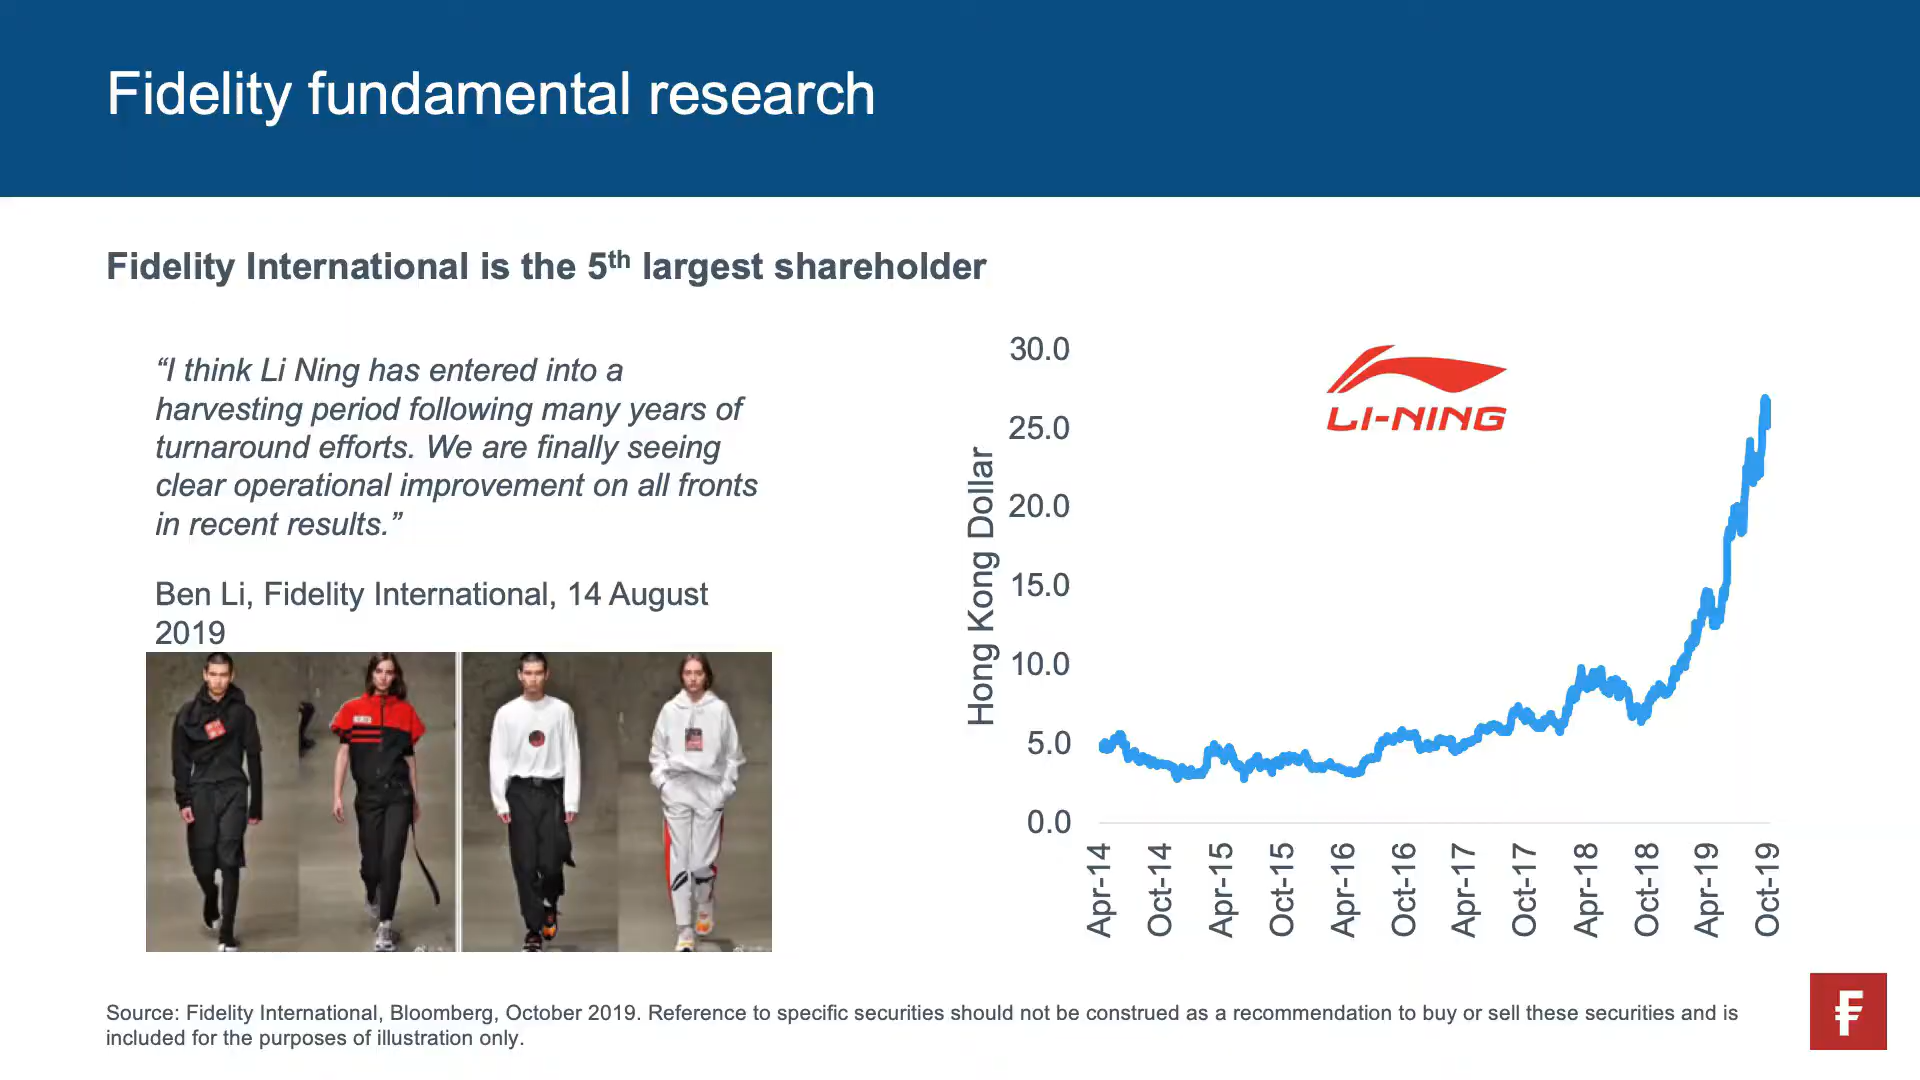 Fidelity fundamental research
Fidelity International is the 5th largest shareholder
“I think Li Ning has entered into a
harvesting period following many years of
turnaround efforts. We are finally seeing
clear operational improvement on all fronts
in recent results.”
Ben Li, Fidelity International, 14 August
2019
LI-NING
Hong Kong Dollar
30.0
25.0
20.0
15.0
10.0
5.0
0.0
Apr-14
Oct-14
Apr-15
Oct-15
Apr-16
Oct-16
Apr-17
Oct-17
Apr-18
Oct-18
Apr-19
Oct-19
Source: Fidelity International, Bloomberg, October 2019. Reference to specific securities should not be construed as a recommendation to buy or sell these securities and is
included for the purposes of illustration only.